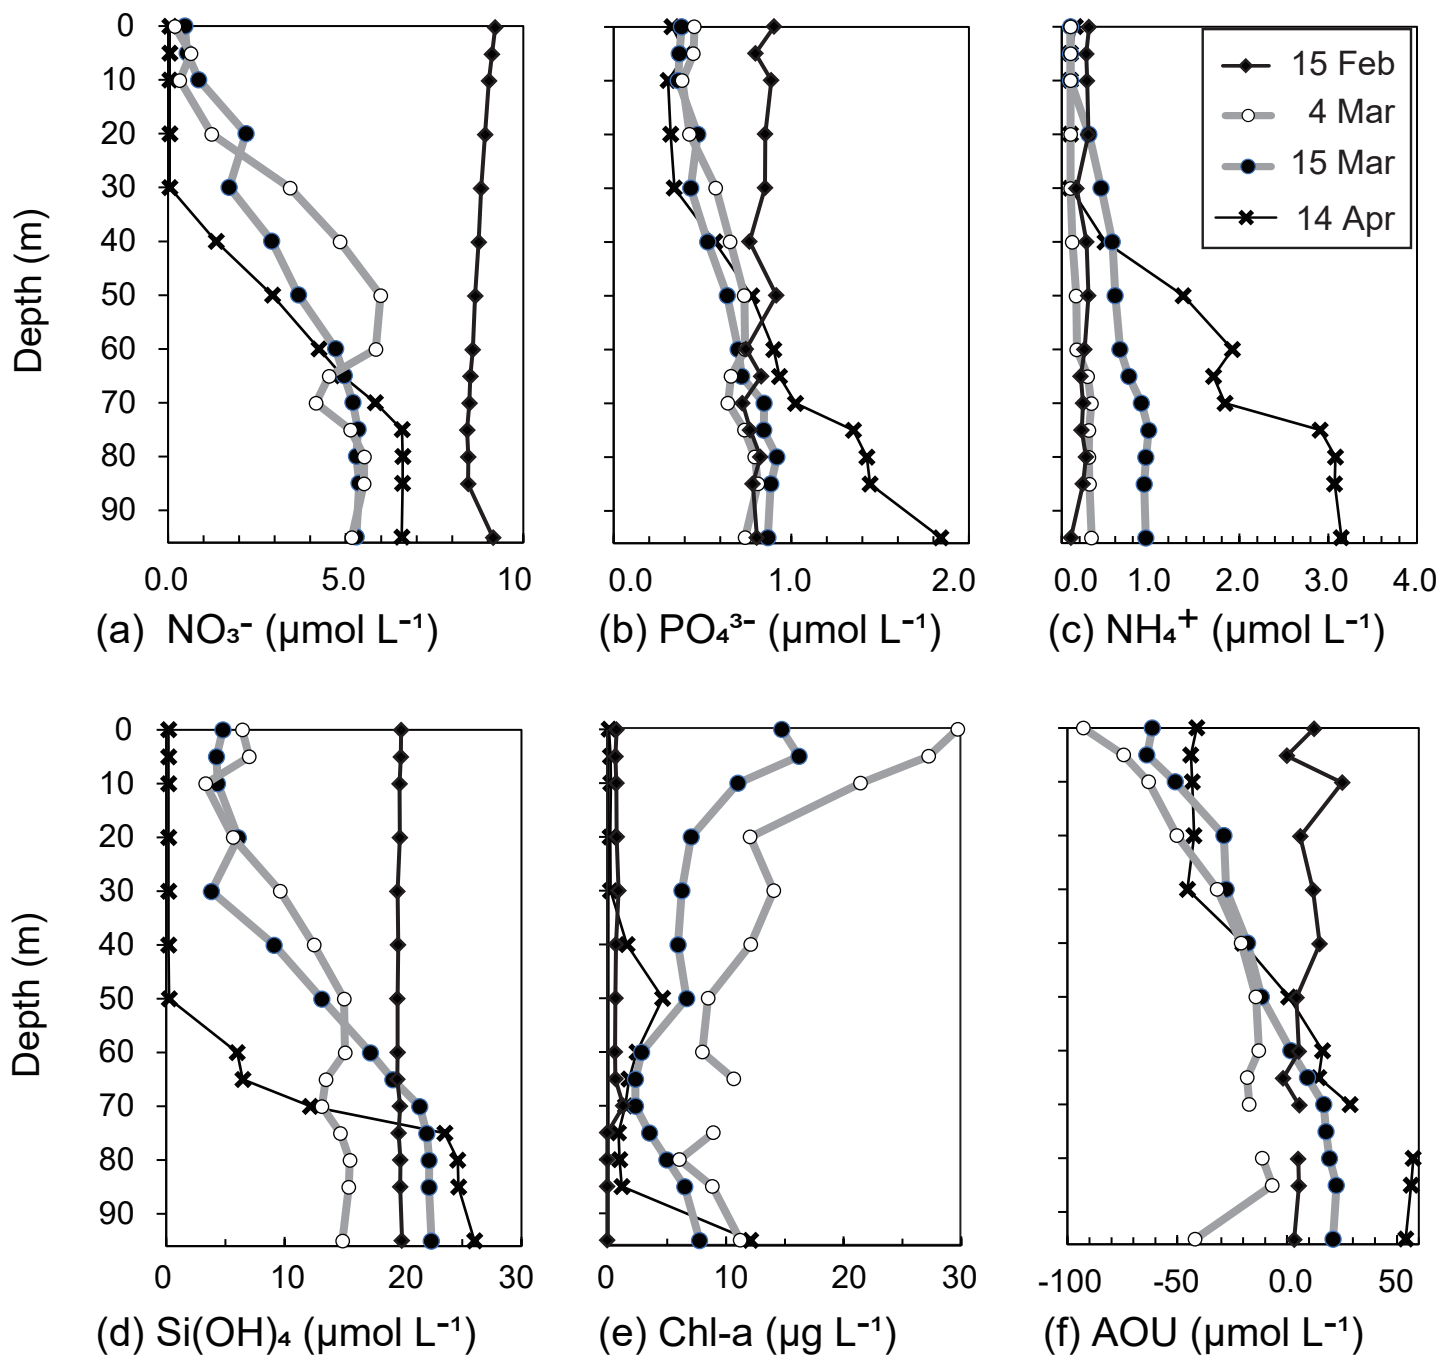 0
10
20
30
40
50
60
70
80
90
Depth (m)
0.0 5.0 10
(a) NO₃⁻ (µmol L⁻¹)
0.0 1.0 2.0
(b) PO₄³⁻ (µmol L⁻¹)
15 Feb
4 Mar
15 Mar
14 Apr
0.0 1.0 2.0 3.0 4.0
(c) NH₄⁺ (µmol L⁻¹)
0
10
20
30
40
50
60
70
80
90
Depth (m)
0 10 20 30
(d) Si(OH)₄ (µmol L⁻¹)
0 10 20 30
(e) Chl-a (µg L⁻¹)
-100 -50 0.0 50
(f) AOU (µmol L⁻¹)